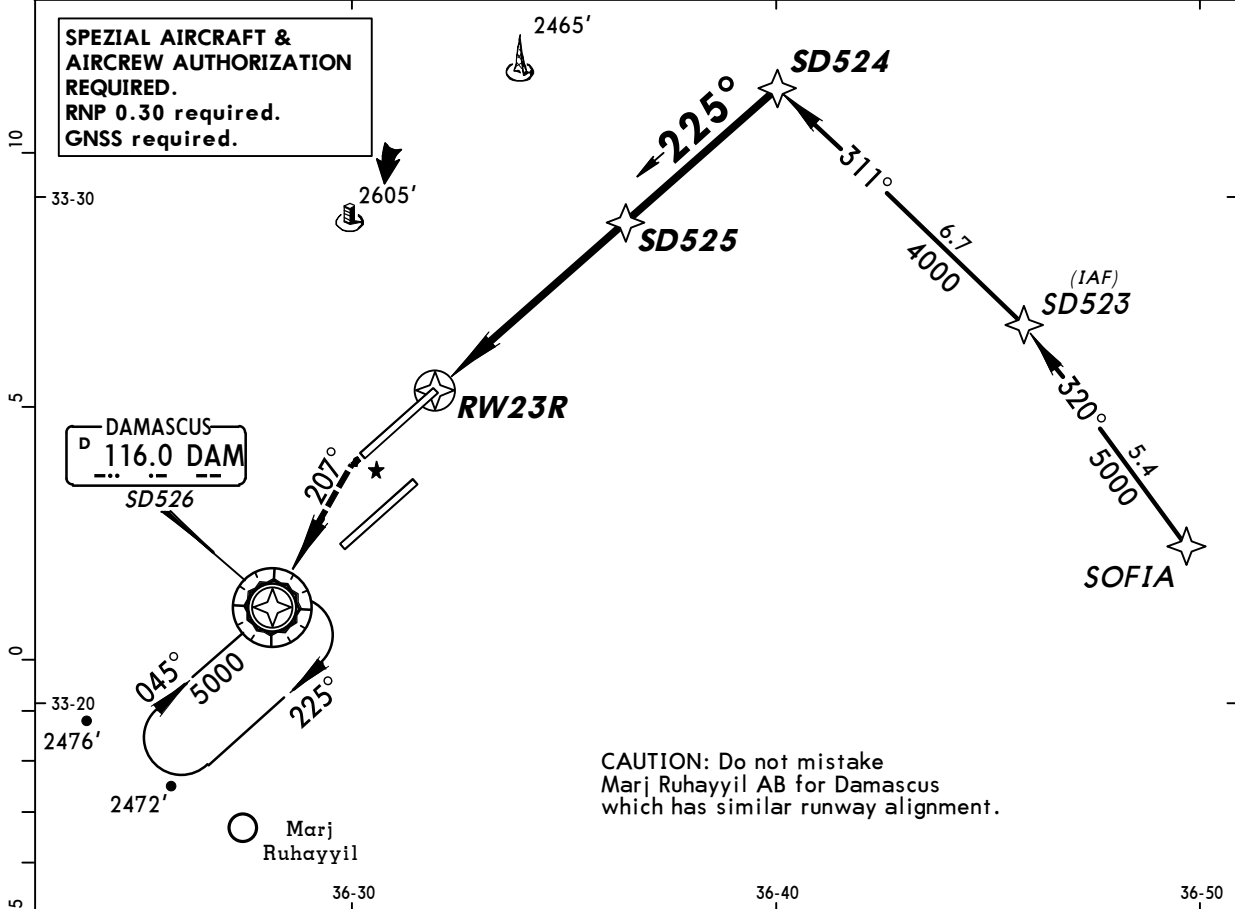 SPEZIAL AIRCRAFT &
AIRCREW AUTHORIZATION
REQUIRED.
RNP 0.30 required.
GNSS required.
2465'
SD524
225°
10
33-30
2605'
311°
SD525
6.7
4000
(IAF)
SD523
320°
5.4
5000
5
RW23R
DAMASCUS
D 116.0 DAM
SD526
207°
SOFIA
0
045°
5000
225°
33-20
2476'
2472'
CAUTION: Do not mistake
Marj Ruhayyil AB for Damascus
which has similar runway alignment.
Marj
Ruhayyil
5
36-30
36-40
36-50